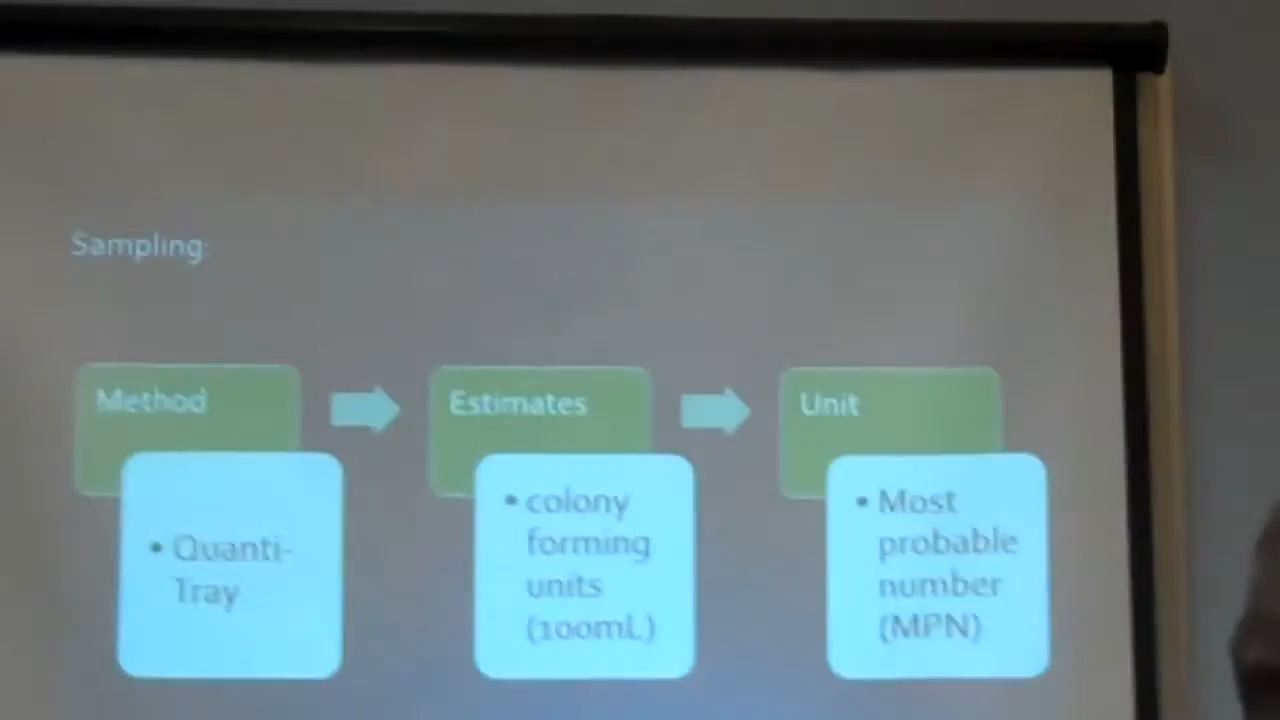 Sampling:
Method
Estimates
Unit
• Quanti-
Tray
• colony
forming
units
(100mL)
• Most
probable
number
(MPN)